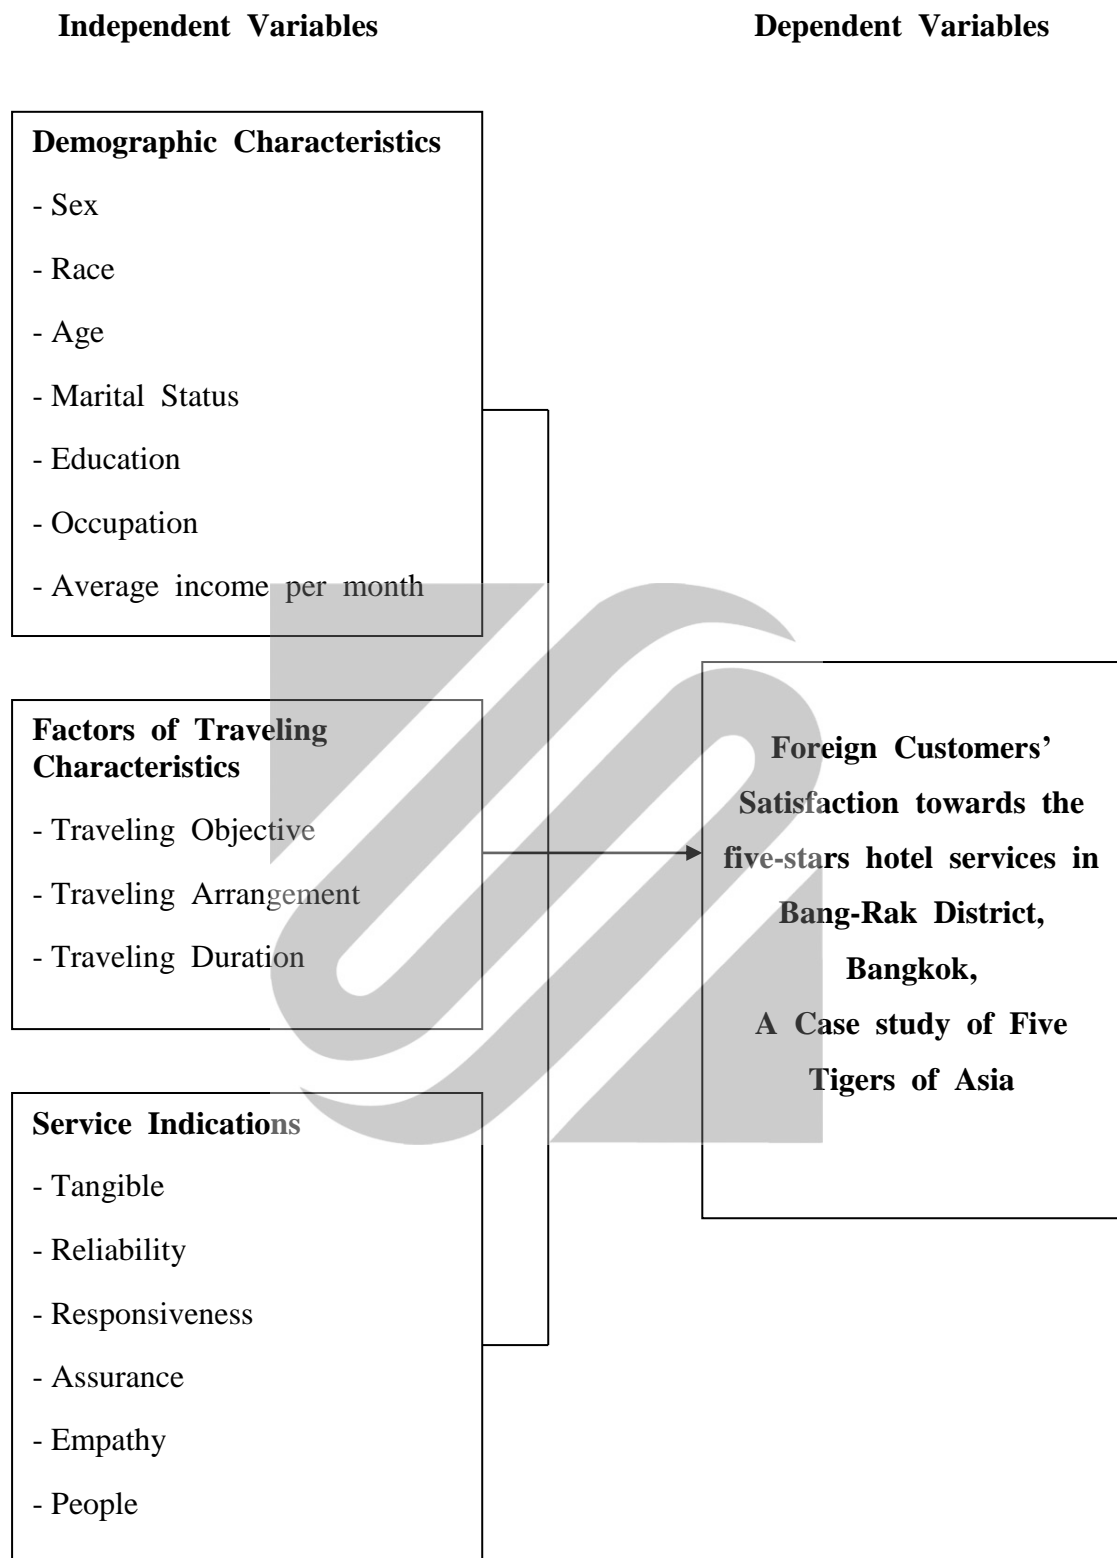 Independent Variables
Dependent Variables
Demographic Characteristics
- Sex
- Race
- Age
- Marital Status
- Education
- Occupation
- Average income per month
Factors of Traveling
Characteristics
- Traveling Objective
- Traveling Arrangement
- Traveling Duration
Service Indications
- Tangible
- Reliability
- Responsiveness
- Assurance
- Empathy
- People
Foreign Customers’
Satisfaction towards the
five-stars hotel services in
Bang-Rak District,
Bangkok,
A Case study of Five
Tigers of Asia